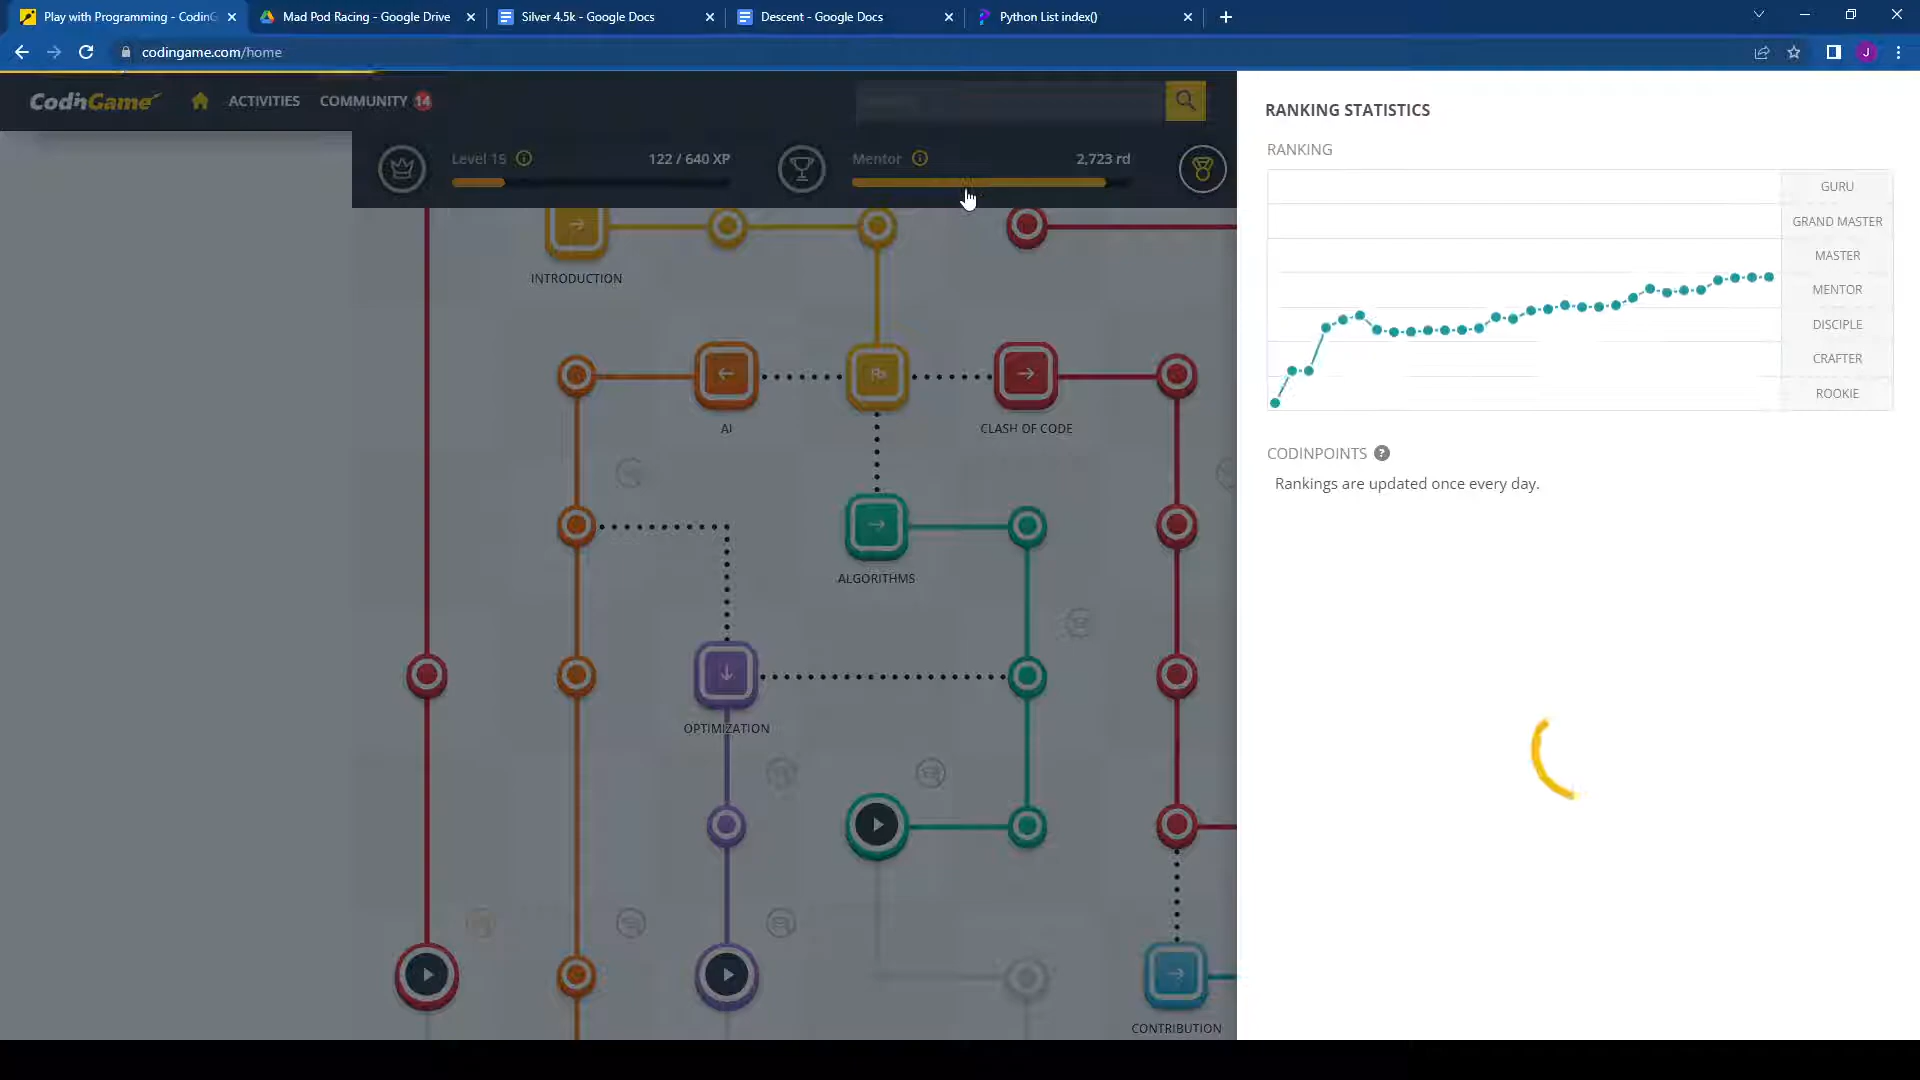 Play with Programming - CodinG
Mad Pod Racing - Google Drive
Silver 4.5k - Google Docs
Descent - Google Docs
Python List index()
codingame.com/home
J
CodinGame
ACTIVITIES
COMMUNITY 14
Level 15
122 / 640 XP
Mentor
2,723 rd
INTRODUCTION
AI
CLASH OF CODE
ALGORITHMS
OPTIMIZATION
CONTRIBUTION
RANKING STATISTICS
RANKING
GURU
GRAND MASTER
MASTER
MENTOR
DISCIPLE
CRAFTER
ROOKIE
CODINPOINTS ?
Rankings are updated once every day.